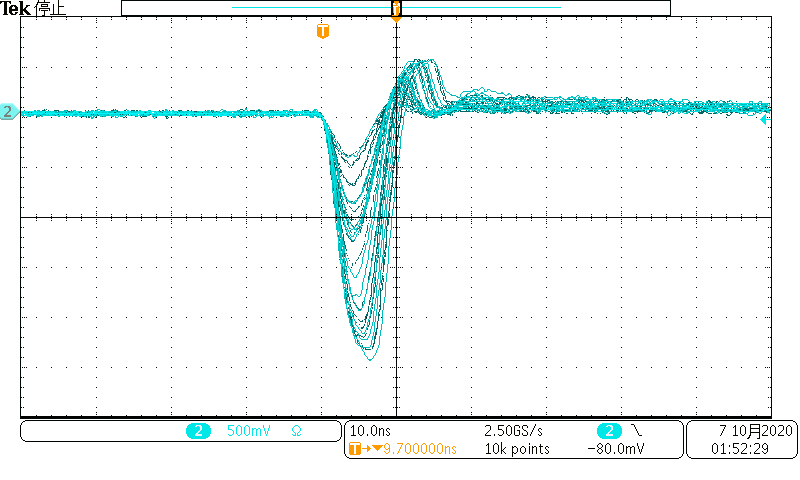 Tek 停止
T
T
2
2 500mV Ω 10.0ns 2.50GS/s 2 7 10月2020
T→▼9.700000ns 10k points −80.0mV 01:52:29